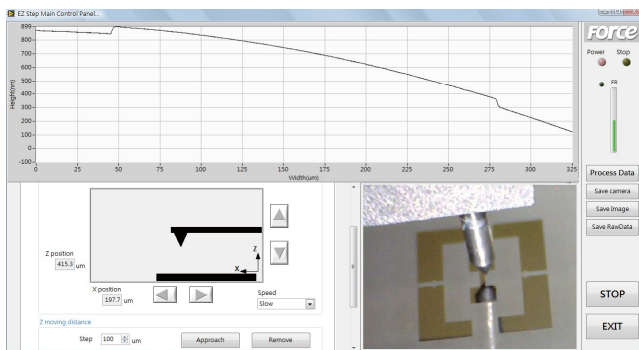 EZ Step Main Control Panel...
Force
Power Stop
FB
Height(nm)
899
800
700
600
500
400
300
200
100
0
-100
0 25 50 75 100 125 150 175 200 225 250 275 300 325
Width(um)
Process Data
Save camera
Save Image
Save RawData
STOP
EXIT
Z position
415.3 um
Z
X
X position
197.7 um
Speed
Slow
Z moving distance
Step 100 um
Approach
Remove